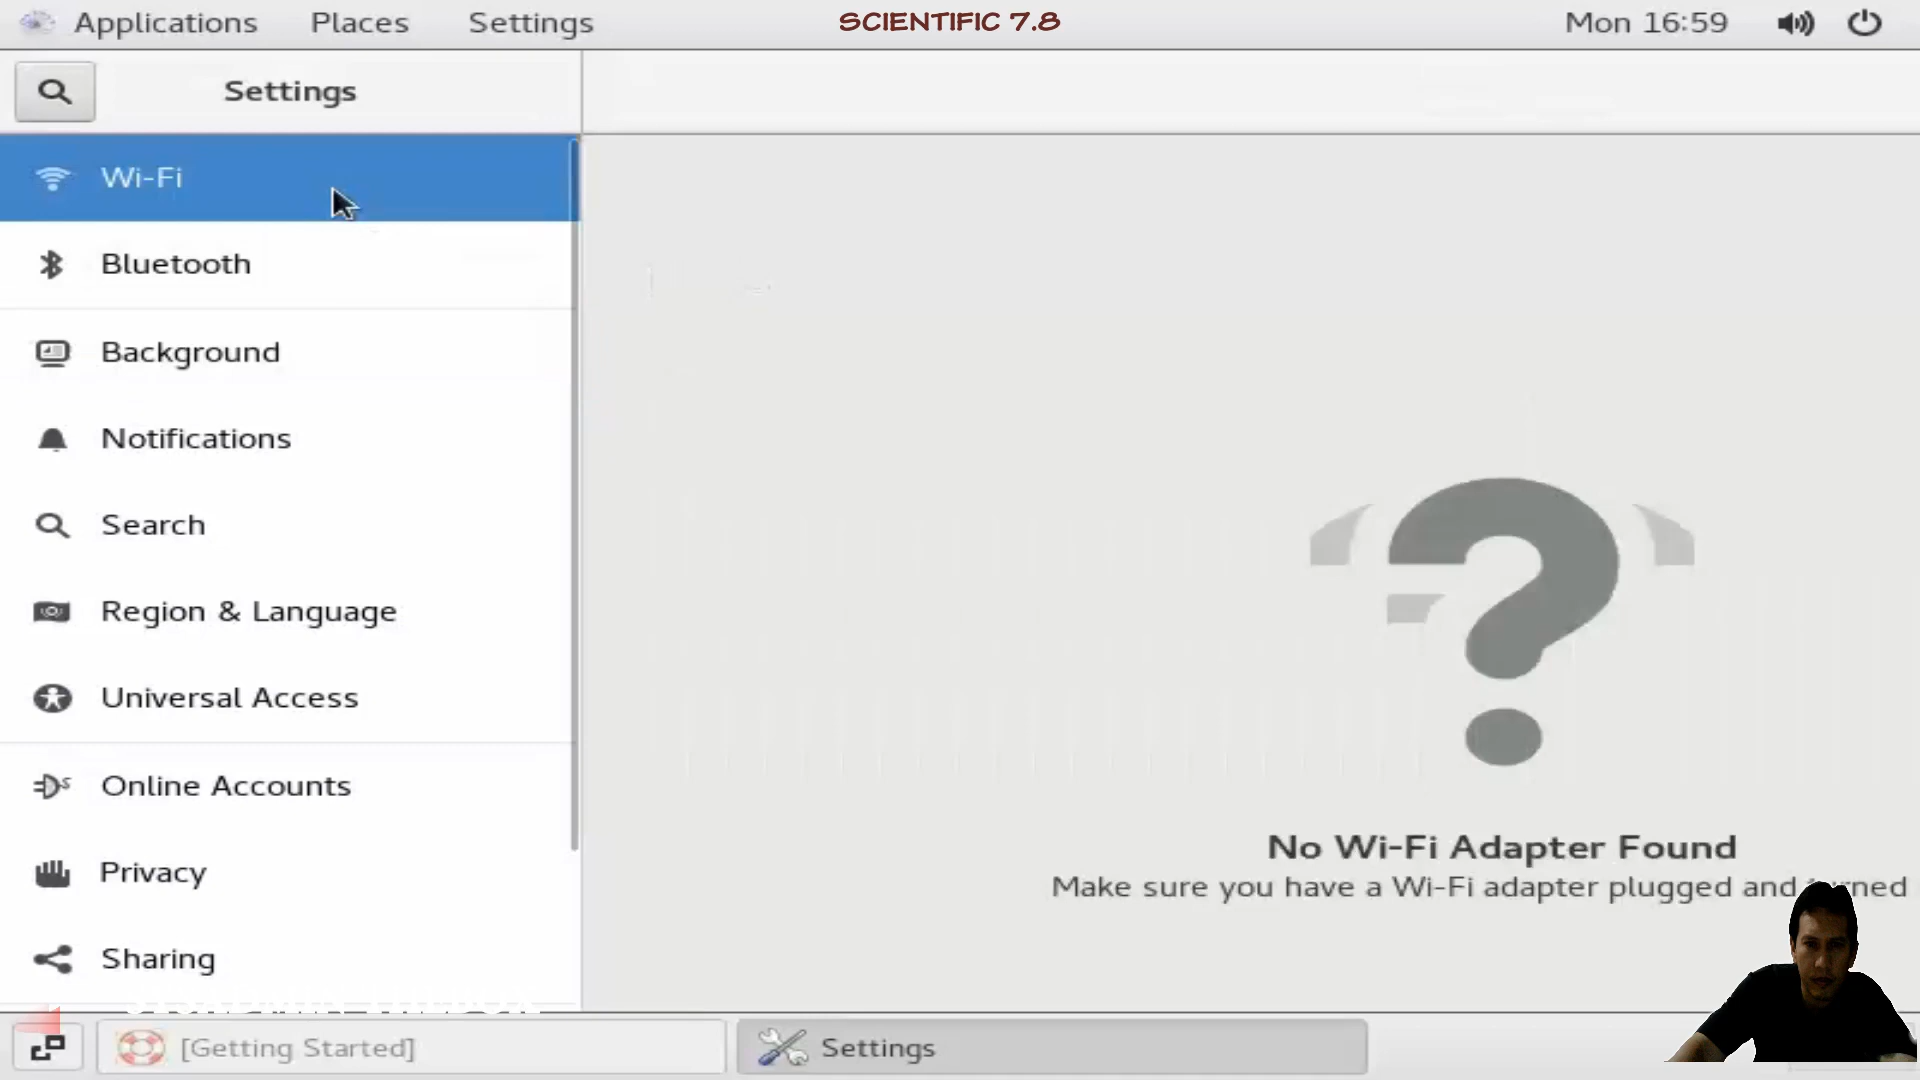 Applications Places Settings SCIENTIFIC 7.8 Mon 16:59
Settings
Wi-Fi
Bluetooth
Background
Notifications
Search
Region & Language
Universal Access
Online Accounts
Privacy
Sharing
No Wi-Fi Adapter Found
Make sure you have a Wi-Fi adapter plugged and turned
[Getting Started] Settings